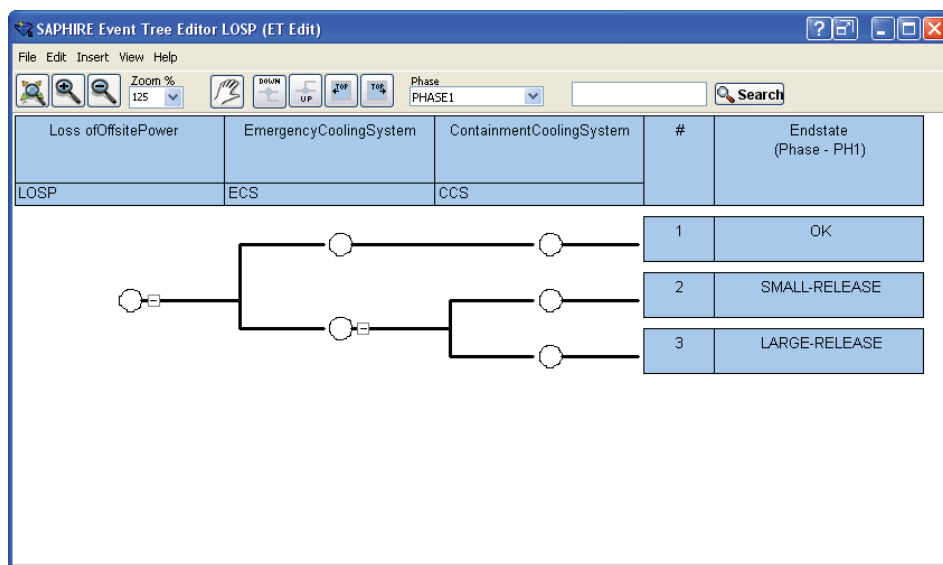 SAPHIRE Event Tree Editor LOSP (ET Edit)
File Edit Insert View Help
Zoom %
125
DOWN
UP
TOP
TOP
Phase
PHASE1
Search
Loss ofOffsitePower
EmergencyCoolingSystem
ContainmentCoolingSystem
#
Endstate
(Phase - PH1)
LOSP
ECS
CCS
1
OK
2
SMALL-RELEASE
3
LARGE-RELEASE